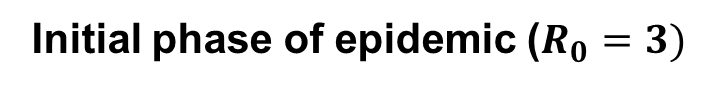 Initial phase of epidemic (R₀ = 3)